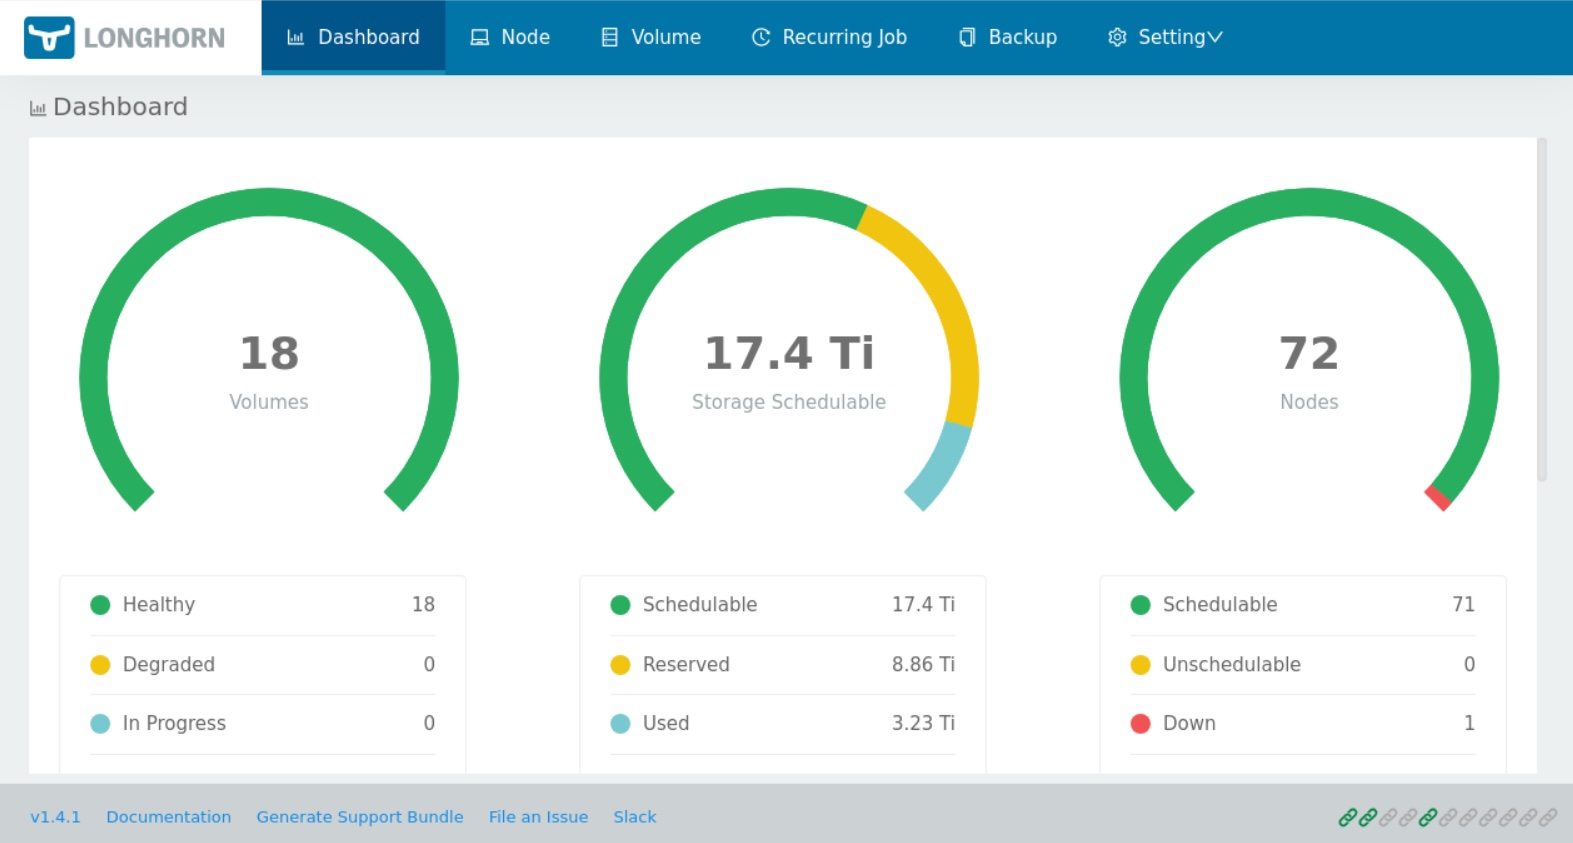 LONGHORN
Dashboard
Node
Volume
Recurring Job
Backup
Setting
Dashboard
18
Volumes
17.4 Ti
Storage Schedulable
72
Nodes
Healthy 18
Degraded 0
In Progress 0
Schedulable 17.4 Ti
Reserved 8.86 Ti
Used 3.23 Ti
Schedulable 71
Unschedulable 0
Down 1
v1.4.1 Documentation Generate Support Bundle File an Issue Slack